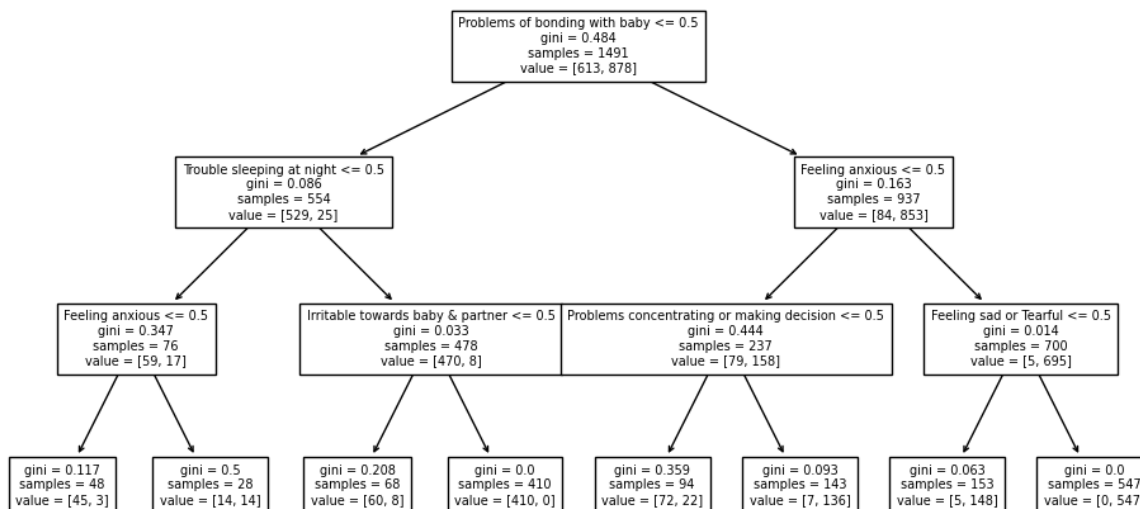 Problems of bonding with baby <= 0.5
gini = 0.484
samples = 1491
value = [613, 878]
Trouble sleeping at night <= 0.5
gini = 0.086
samples = 554
value = [529, 25]
Feeling anxious <= 0.5
gini = 0.163
samples = 937
value = [84, 853]
Feeling anxious <= 0.5
gini = 0.347
samples = 76
value = [59, 17]
Irritable towards baby & partner <= 0.5
gini = 0.033
samples = 478
value = [470, 8]
Problems concentrating or making decision <= 0.5
gini = 0.444
samples = 237
value = [79, 158]
Feeling sad or Tearful <= 0.5
gini = 0.014
samples = 700
value = [5, 695]
gini = 0.117
samples = 48
value = [45, 3]
gini = 0.5
samples = 28
value = [14, 14]
gini = 0.208
samples = 68
value = [60, 8]
gini = 0.0
samples = 410
value = [410, 0]
gini = 0.359
samples = 94
value = [72, 22]
gini = 0.093
samples = 143
value = [7, 136]
gini = 0.063
samples = 153
value = [5, 148]
gini = 0.0
samples = 547
value = [0, 547]